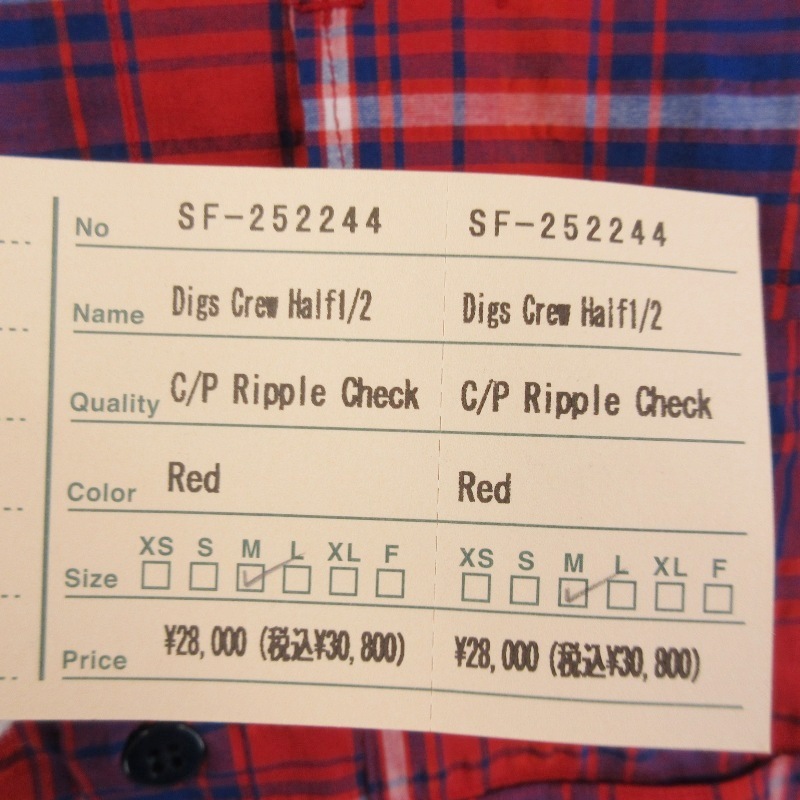 No SF-252244 SF-252244
Name Digs Crew Half1/2 Digs Crew Half1/2
Quality C/P Ripple Check C/P Ripple Check
Color Red Red
XS S M L XL F XS S M L XL F
Size
Price ¥28,000 (税込¥30,800) ¥28,000 (税込¥30,800)